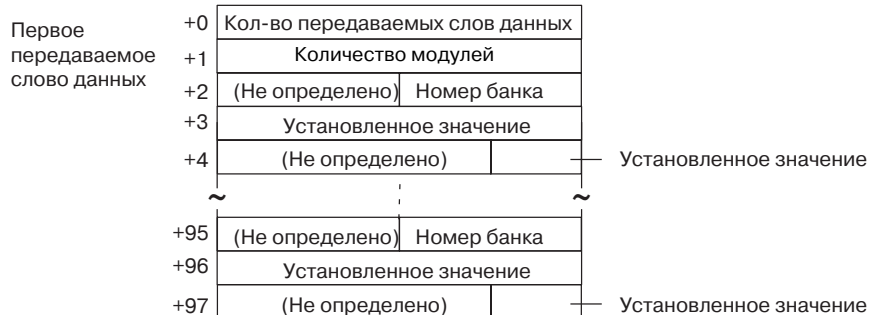 Первое
передаваемое
слово данных
+0 Кол-во передаваемых слов данных
+1 Количество модулей
+2 (Не определено) Номер банка
+3 Установленное значение
+4 (Не определено) Установленное значение
~ ~
+95 (Не определено) Номер банка
+96 Установленное значение
+97 (Не определено) Установленное значение